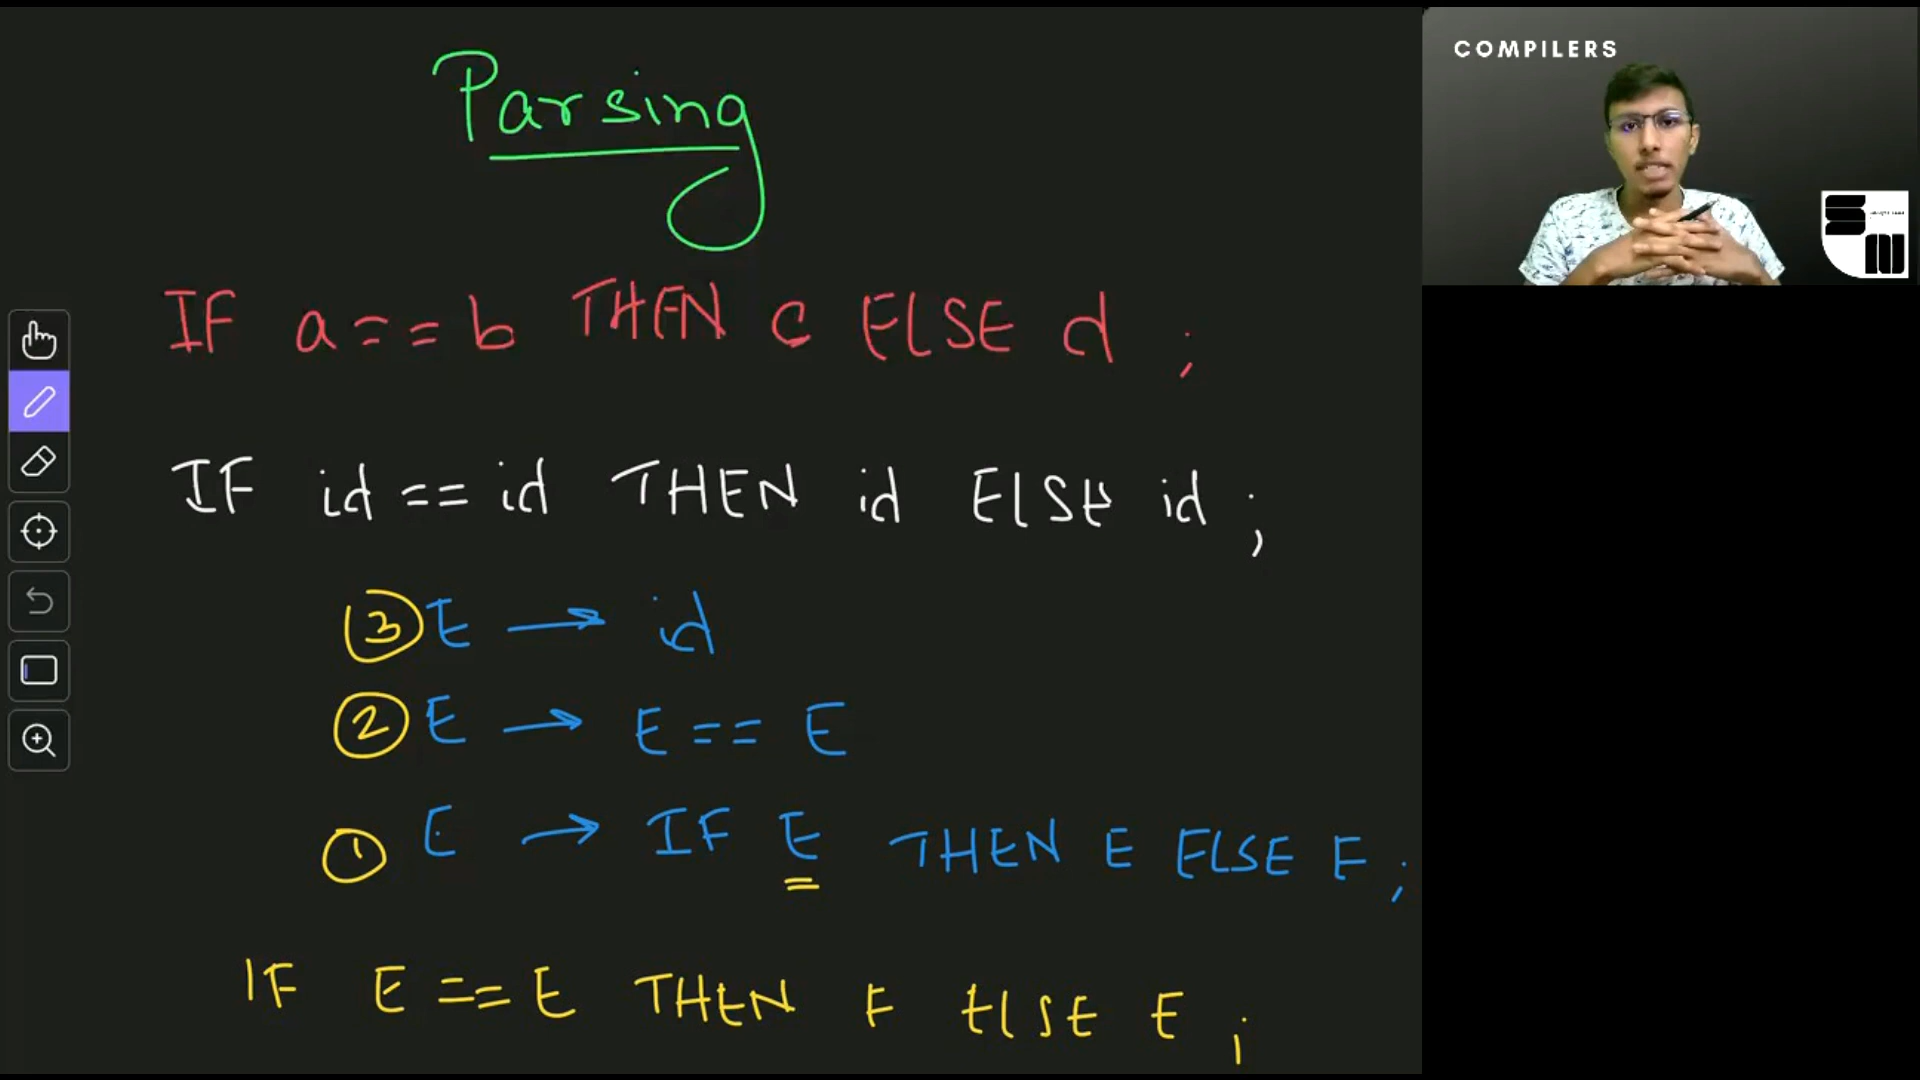 Parsing
COMPILERS
IF a == b THEN c ELSE d ;
IF id == id THEN id ELSE id ;
③ E → id
② E → E == E
① E → IF E THEN E ELSE E ;
IF E == E THEN E ELSE E ;